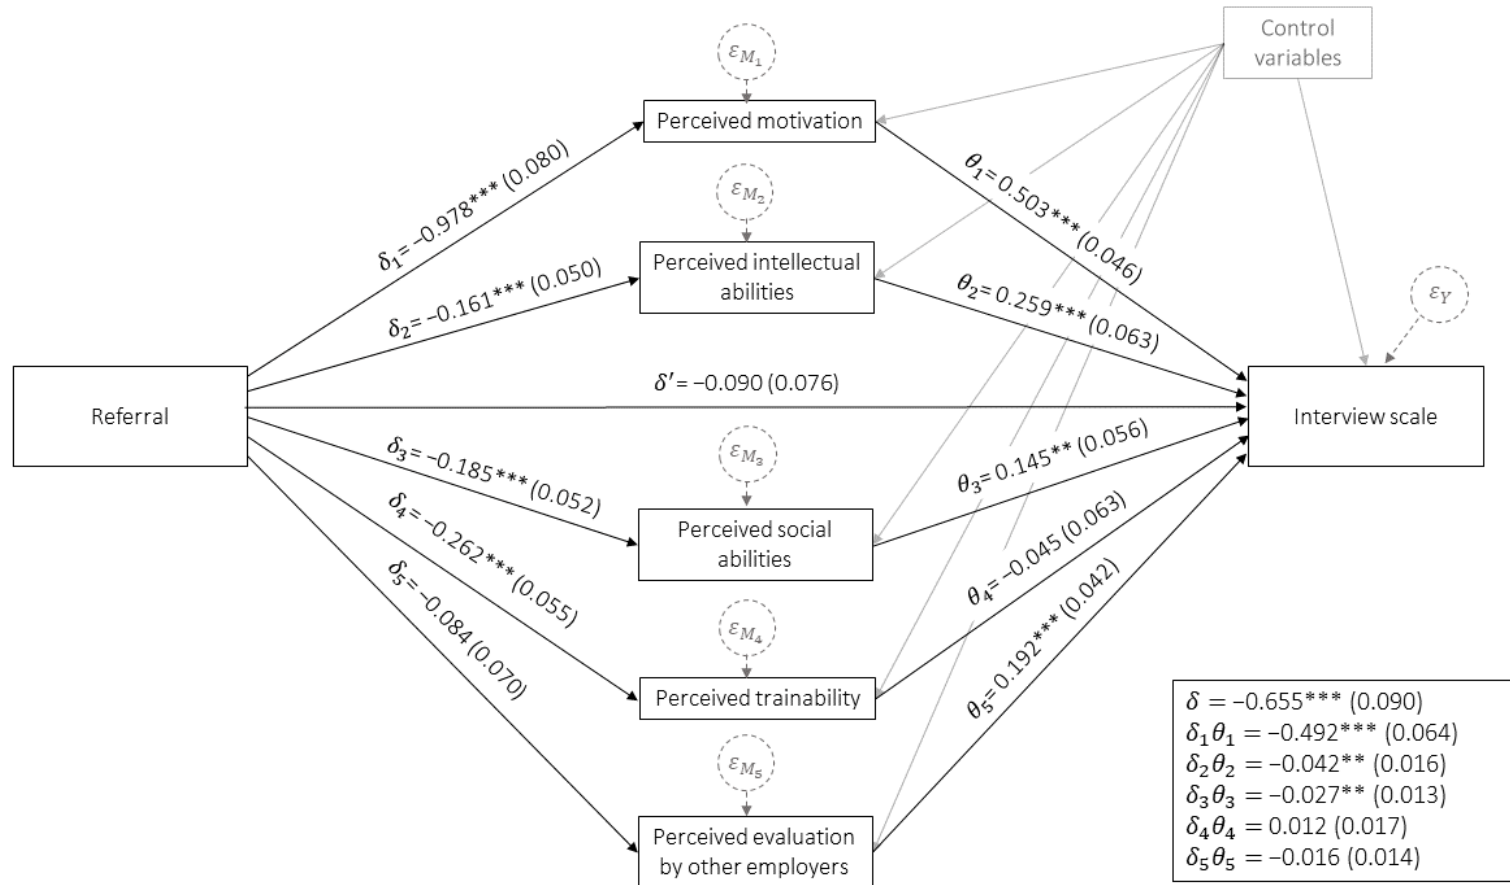 Control
variables
ε_M₁
Perceived motivation
δ₁= −0.978*** (0.080)
θ₁= 0.503*** (0.046)
ε_M₂
Perceived intellectual
abilities
δ₂= −0.161*** (0.050)
θ₂= 0.259*** (0.063)
ε_Y
Referral
δ′ = −0.090 (0.076)
Interview scale
δ₃= −0.185*** (0.052)
ε_M₃
θ₃= 0.145** (0.056)
Perceived social
abilities
δ₄= −0.262*** (0.055)
θ₄= −0.045 (0.063)
ε_M₄
Perceived trainability
δ₅= −0.084 (0.070)
θ₅= 0.192*** (0.042)
ε_M₅
Perceived evaluation
by other employers
δ = −0.655*** (0.090)
δ₁θ₁ = −0.492*** (0.064)
δ₂θ₂ = −0.042** (0.016)
δ₃θ₃ = −0.027** (0.013)
δ₄θ₄ = 0.012 (0.017)
δ₅θ₅ = −0.016 (0.014)